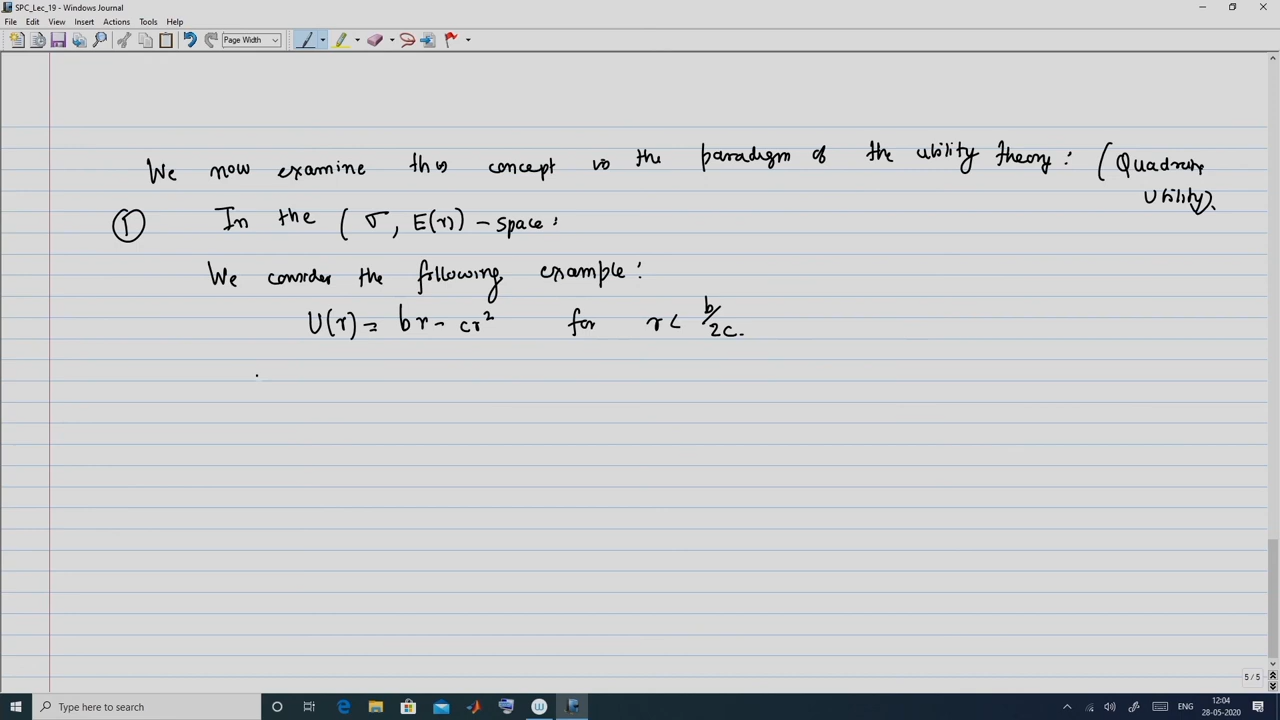 SPC_Lec_19 - Windows Journal
File Edit View Insert Actions Tools Help
Page Width
We now examine this concept in the paradigm of the utility theory : (Quadratic
Utility).
① In the (σ, E(r) - space :
We consider the following example :
U(r) = br - cr² for r < b/2c.
5 / 5
Type here to search
ENG
12:04
28-05-2020